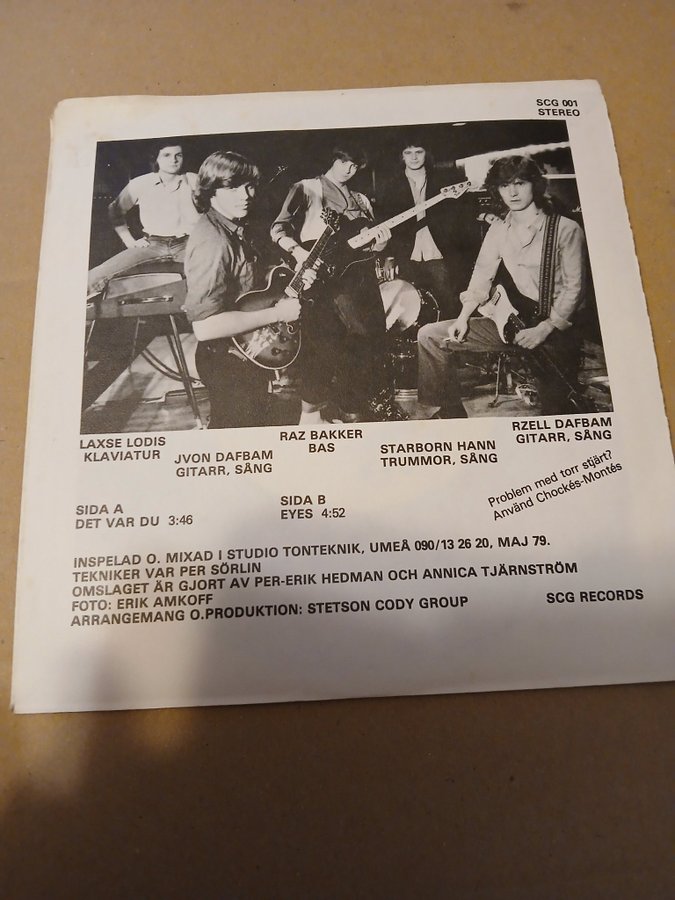 SCG 001
STEREO
LAXSE LODIS
KLAVIATUR
JVON DAFBAM
GITARR, SÅNG
RAZ BAKKER
BAS
STARBORN HANN
TRUMMOR, SÅNG
RZELL DAFBAM
GITARR, SÅNG
SIDA A
DET VAR DU 3:46
SIDA B
EYES 4:52
Problem med torr stjärt?
Använd Chockés-Montés
INSPELAD O. MIXAD I STUDIO TONTEKNIK, UMEÅ 090/13 26 20, MAJ 79.
TEKNIKER VAR PER SÖRLIN
OMSLAGET ÄR GJORT AV PER-ERIK HEDMAN OCH ANNICA TJÄRNSTRÖM
FOTO: ERIK AMKOFF
ARRANGEMANG O.PRODUKTION: STETSON CODY GROUP
SCG RECORDS